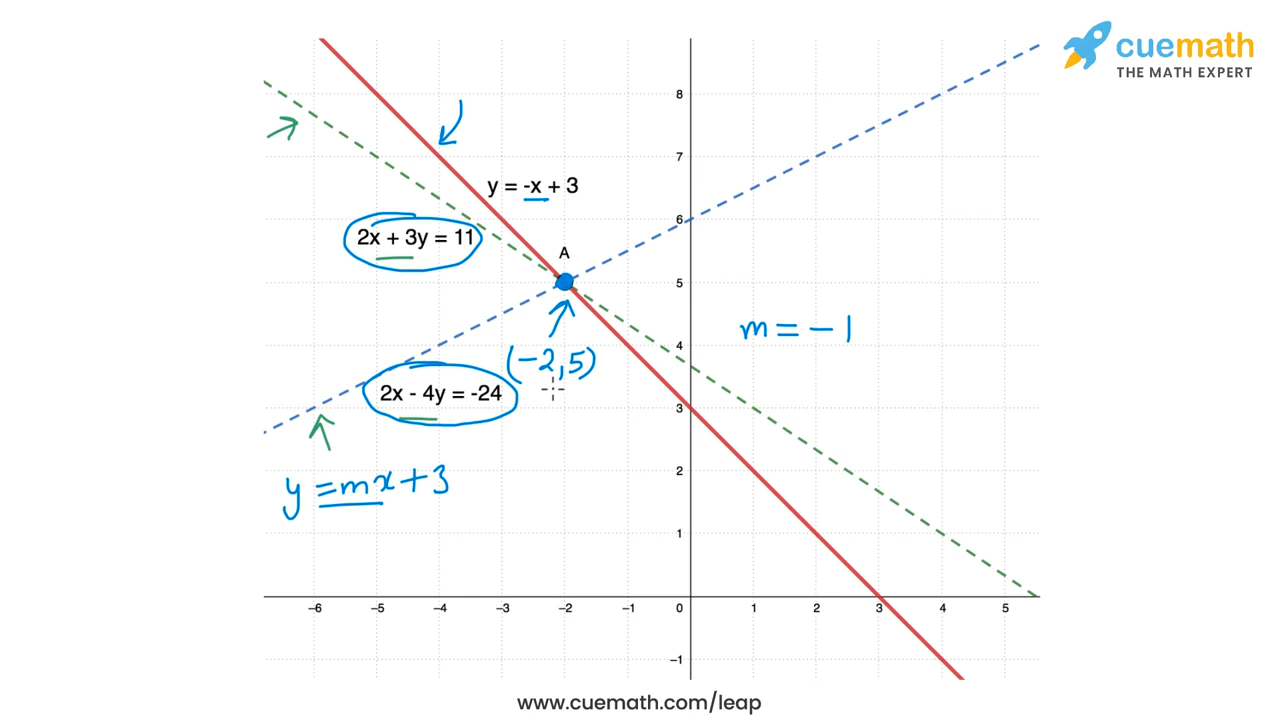 cuemath
THE MATH EXPERT
8
7
y = -x + 3
6
2x + 3y = 11
A
5
m = -1
4
(-2,5)
2x - 4y = -24
3
y = mx + 3
2
1
-6 -5 -4 -3 -2 -1 0 1 2 3 4 5
-1
www.cuemath.com/leap